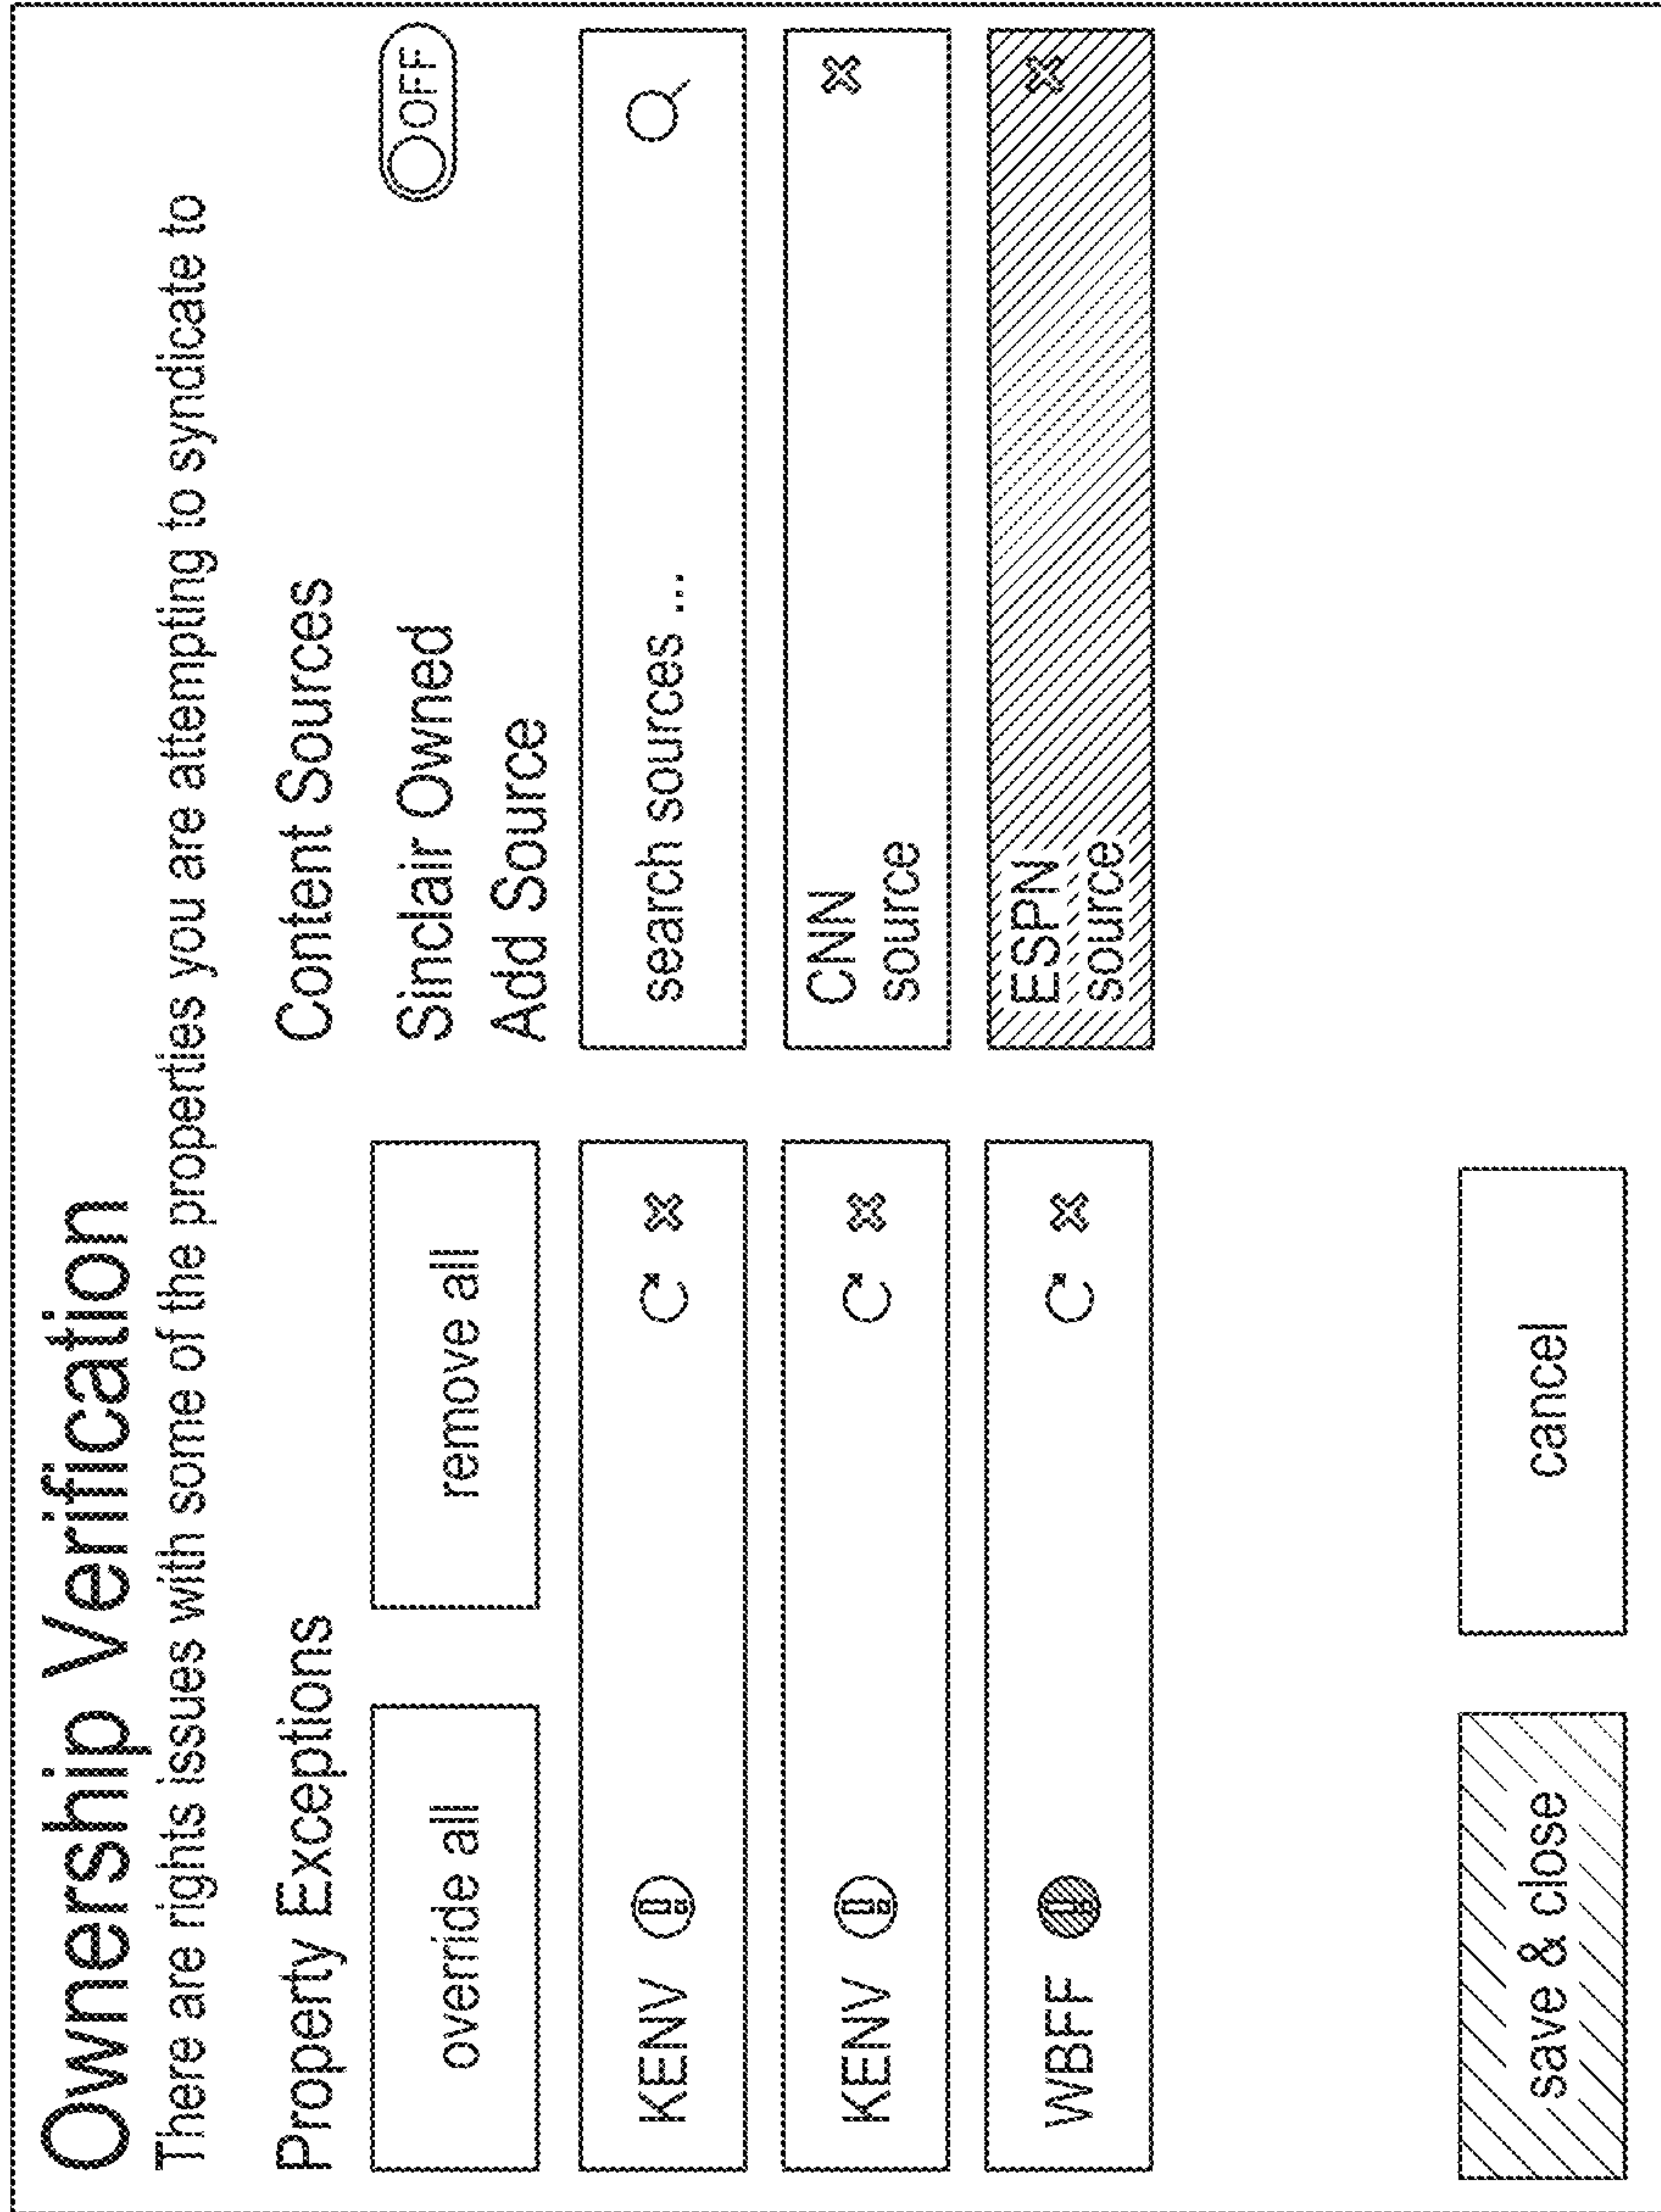 Ownership Verification
There are rights issues with some of the properties you are attempting to syndicate to
Property Exceptions
override all
remove all
KENV
KENV
WBFF
Content Sources
Sinclair Owned
OFF
Add Source
search sources ...
CNN
source
ESPN
source
save & close
cancel